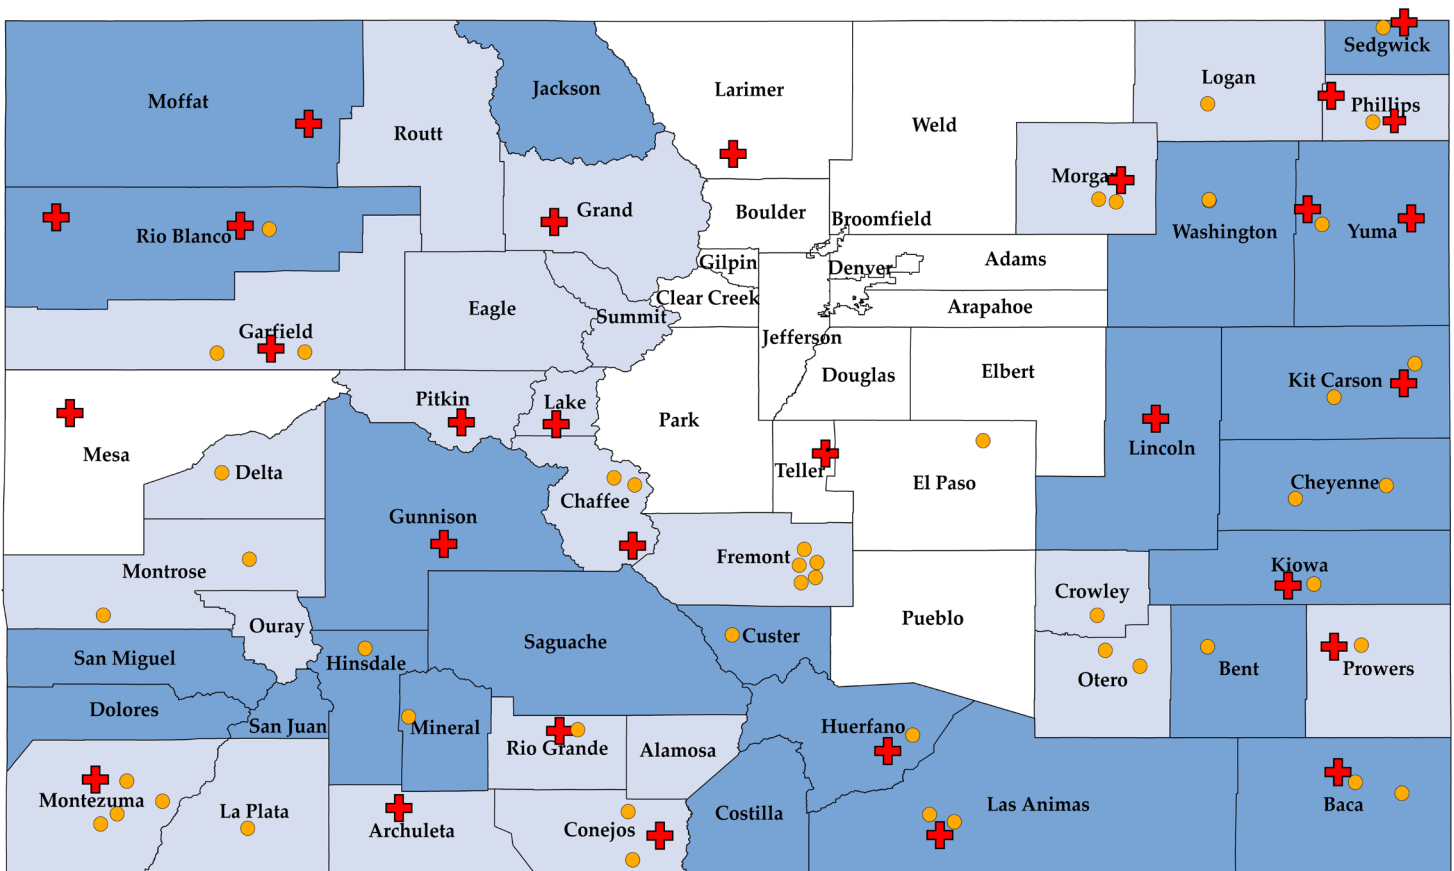 Sedgwick
Logan
Moffat
Jackson
Larimer
Phillips
Weld
Routt
Morgan
Grand
Boulder
Broomfield
Rio Blanco
Washington
Yuma
Gilpin
Denver
Adams
Clear Creek
Eagle
Summit
Arapahoe
Garfield
Jefferson
Douglas
Elbert
Kit Carson
Pitkin
Lake
Park
Lincoln
Mesa
Delta
Teller
El Paso
Cheyenne
Chaffee
Gunnison
Fremont
Kiowa
Montrose
Crowley
Ouray
Pueblo
Custer
Saguache
San Miguel
Hinsdale
Bent
Prowers
Otero
Dolores
San Juan
Mineral
Huerfano
Rio Grande
Alamosa
Montezuma
La Plata
Costilla
Las Animas
Baca
Archuleta
Conejos